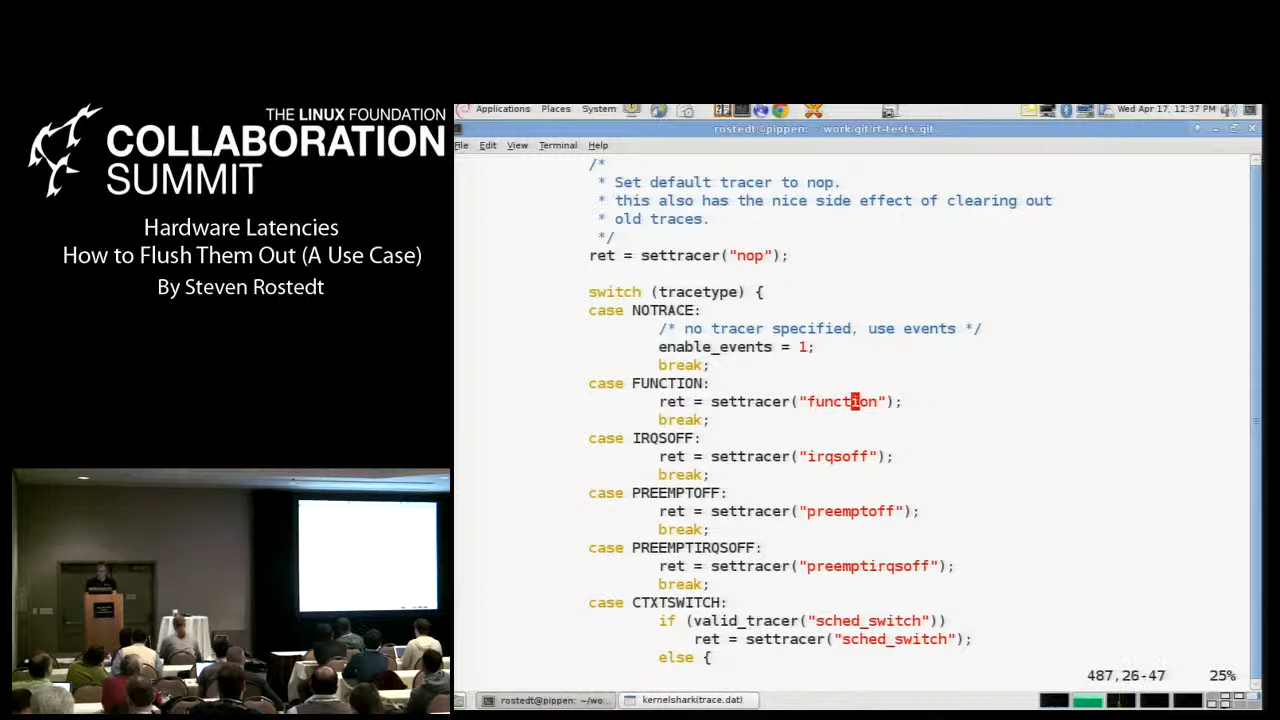 THE LINUX FOUNDATION
COLLABORATION
SUMMIT
Hardware Latencies
How to Flush Them Out (A Use Case)
By Steven Rostedt
Applications Places System
Wed Apr 17, 12:37 PM
rostedt@pippen: ~/work/git/rt-tests.git
File Edit View Terminal Help
/*
* Set default tracer to nop.
* this also has the nice side effect of clearing out
* old traces.
*/
ret = settracer("nop");
switch (tracetype) {
case NOTRACE:
/* no tracer specified, use events */
enable_events = 1;
break;
case FUNCTION:
ret = settracer("function");
break;
case IRQSOFF:
ret = settracer("irqsoff");
break;
case PREEMPTOFF:
ret = settracer("preemptoff");
break;
case PREEMPTIRQSOFF:
ret = settracer("preemptirqsoff");
break;
case CTXTSWITCH:
if (valid_tracer("sched_switch"))
ret = settracer("sched_switch");
else {
487,26-47 25%
rostedt@pippen: ~/wo... kernelshark(trace.dat)